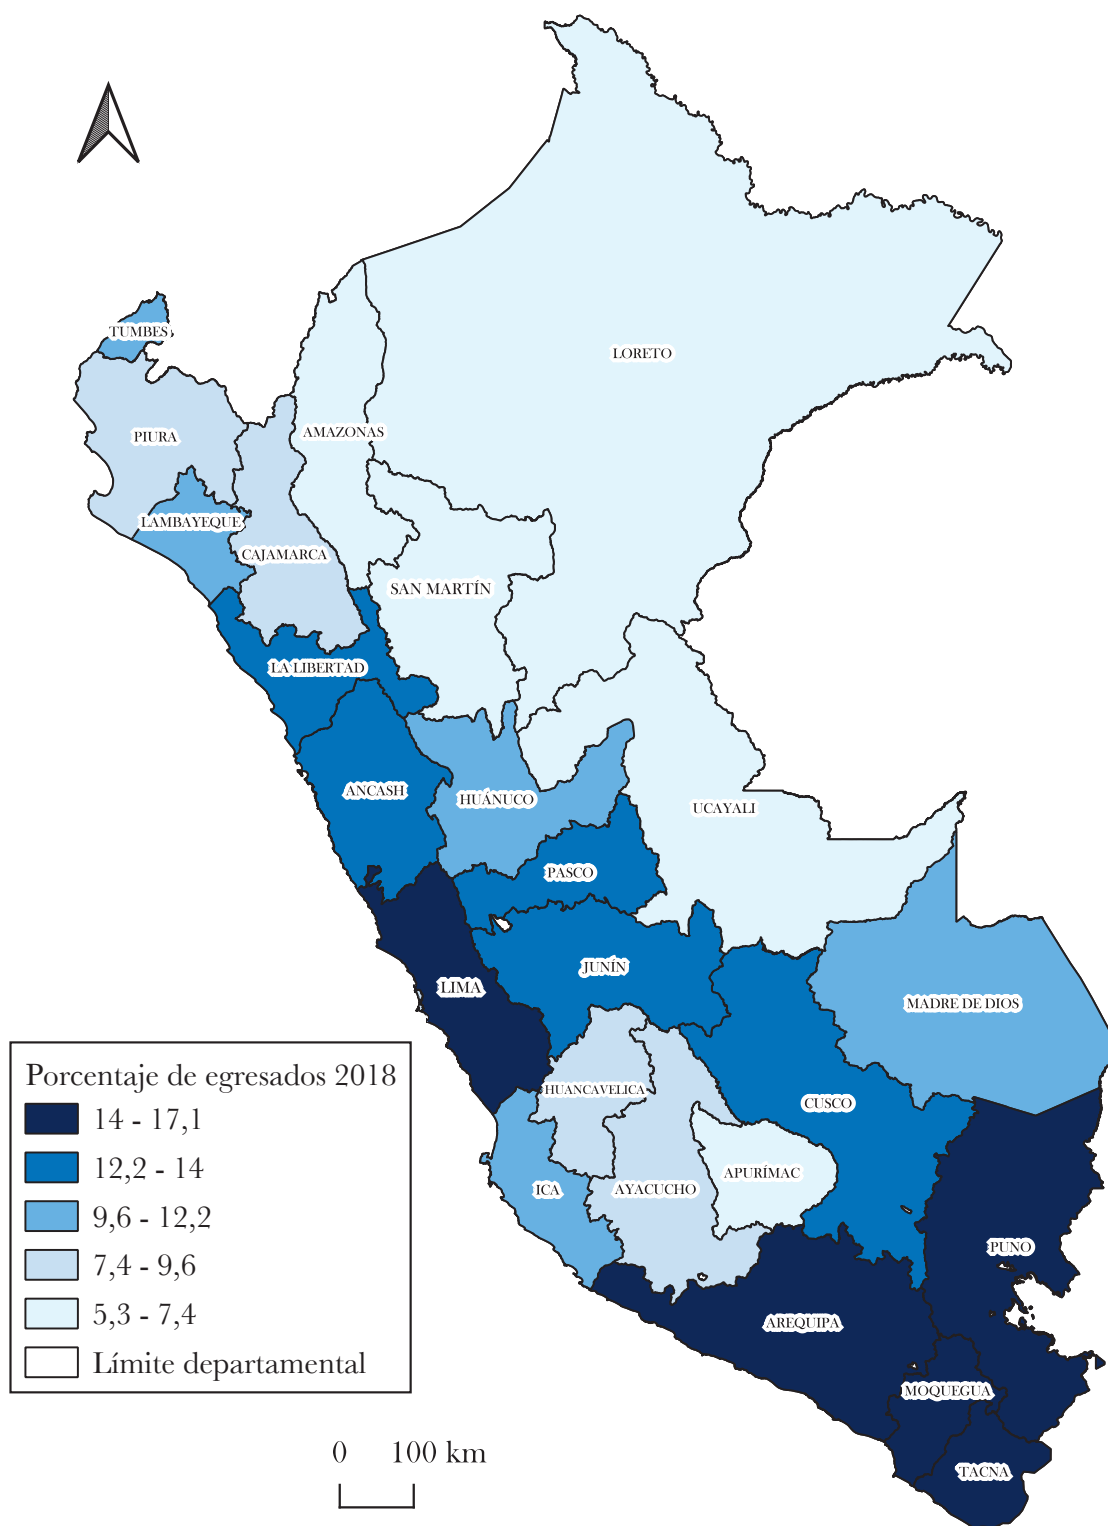 TUMBES
LORETO
PIURA
AMAZONAS
LAMBAYEQUE
CAJAMARCA
SAN MARTÍN
LA LIBERTAD
ANCASH
HUÁNUCO
UCAYALI
PASCO
JUNÍN
LIMA
MADRE DE DIOS
HUANCAVELICA
CUSCO
APURÍMAC
ICA
AYACUCHO
PUNO
AREQUIPA
MOQUEGUA
TACNA
Porcentaje de egresados 2018
14 - 17,1
12,2 - 14
9,6 - 12,2
7,4 - 9,6
5,3 - 7,4
Límite departamental
0 100 km